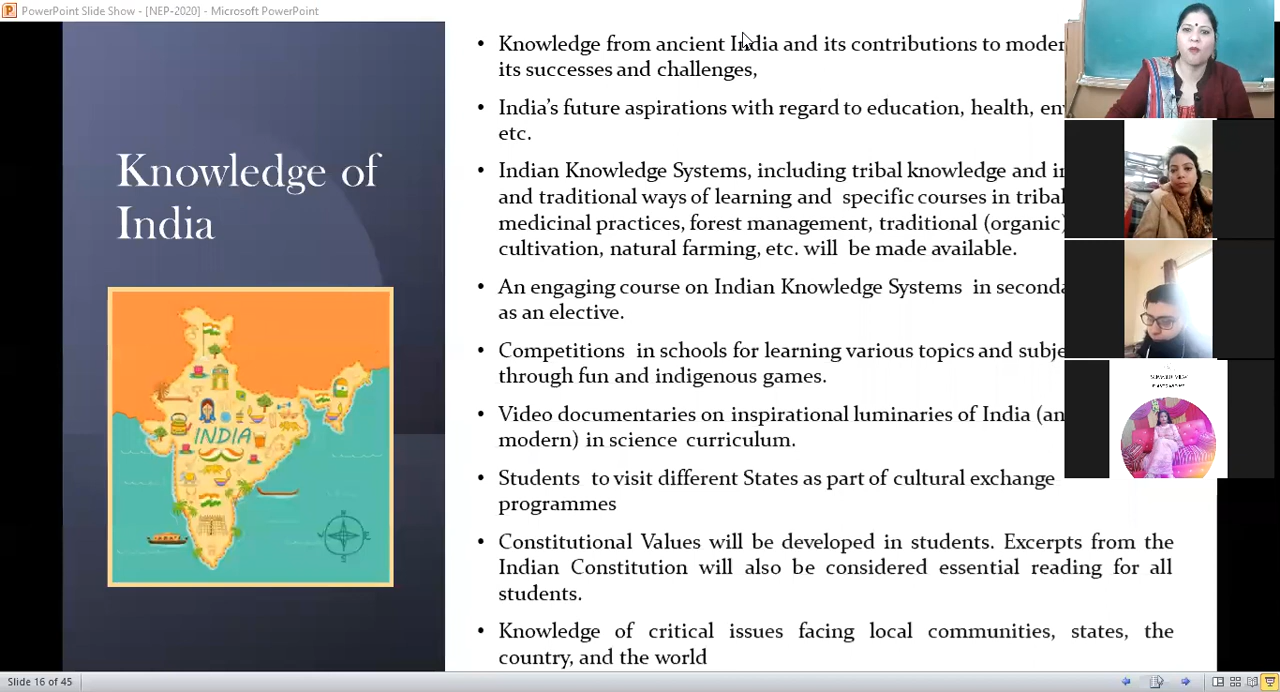 PowerPoint Slide Show - [NEP-2020] - Microsoft PowerPoint
Knowledge of
India
INDIA
N
E
S
• Knowledge from ancient India and its contributions to moder
its successes and challenges,
• India's future aspirations with regard to education, health, en
etc.
• Indian Knowledge Systems, including tribal knowledge and in
and traditional ways of learning and specific courses in tribal
medicinal practices, forest management, traditional (organic)
cultivation, natural farming, etc. will be made available.
• An engaging course on Indian Knowledge Systems in seconda
as an elective.
• Competitions in schools for learning various topics and subje
through fun and indigenous games.
• Video documentaries on inspirational luminaries of India (an
modern) in science curriculum.
• Students to visit different States as part of cultural exchange
programmes
• Constitutional Values will be developed in students. Excerpts from the
Indian Constitution will also be considered essential reading for all
students.
• Knowledge of critical issues facing local communities, states, the
country, and the world
Slide 16 of 45